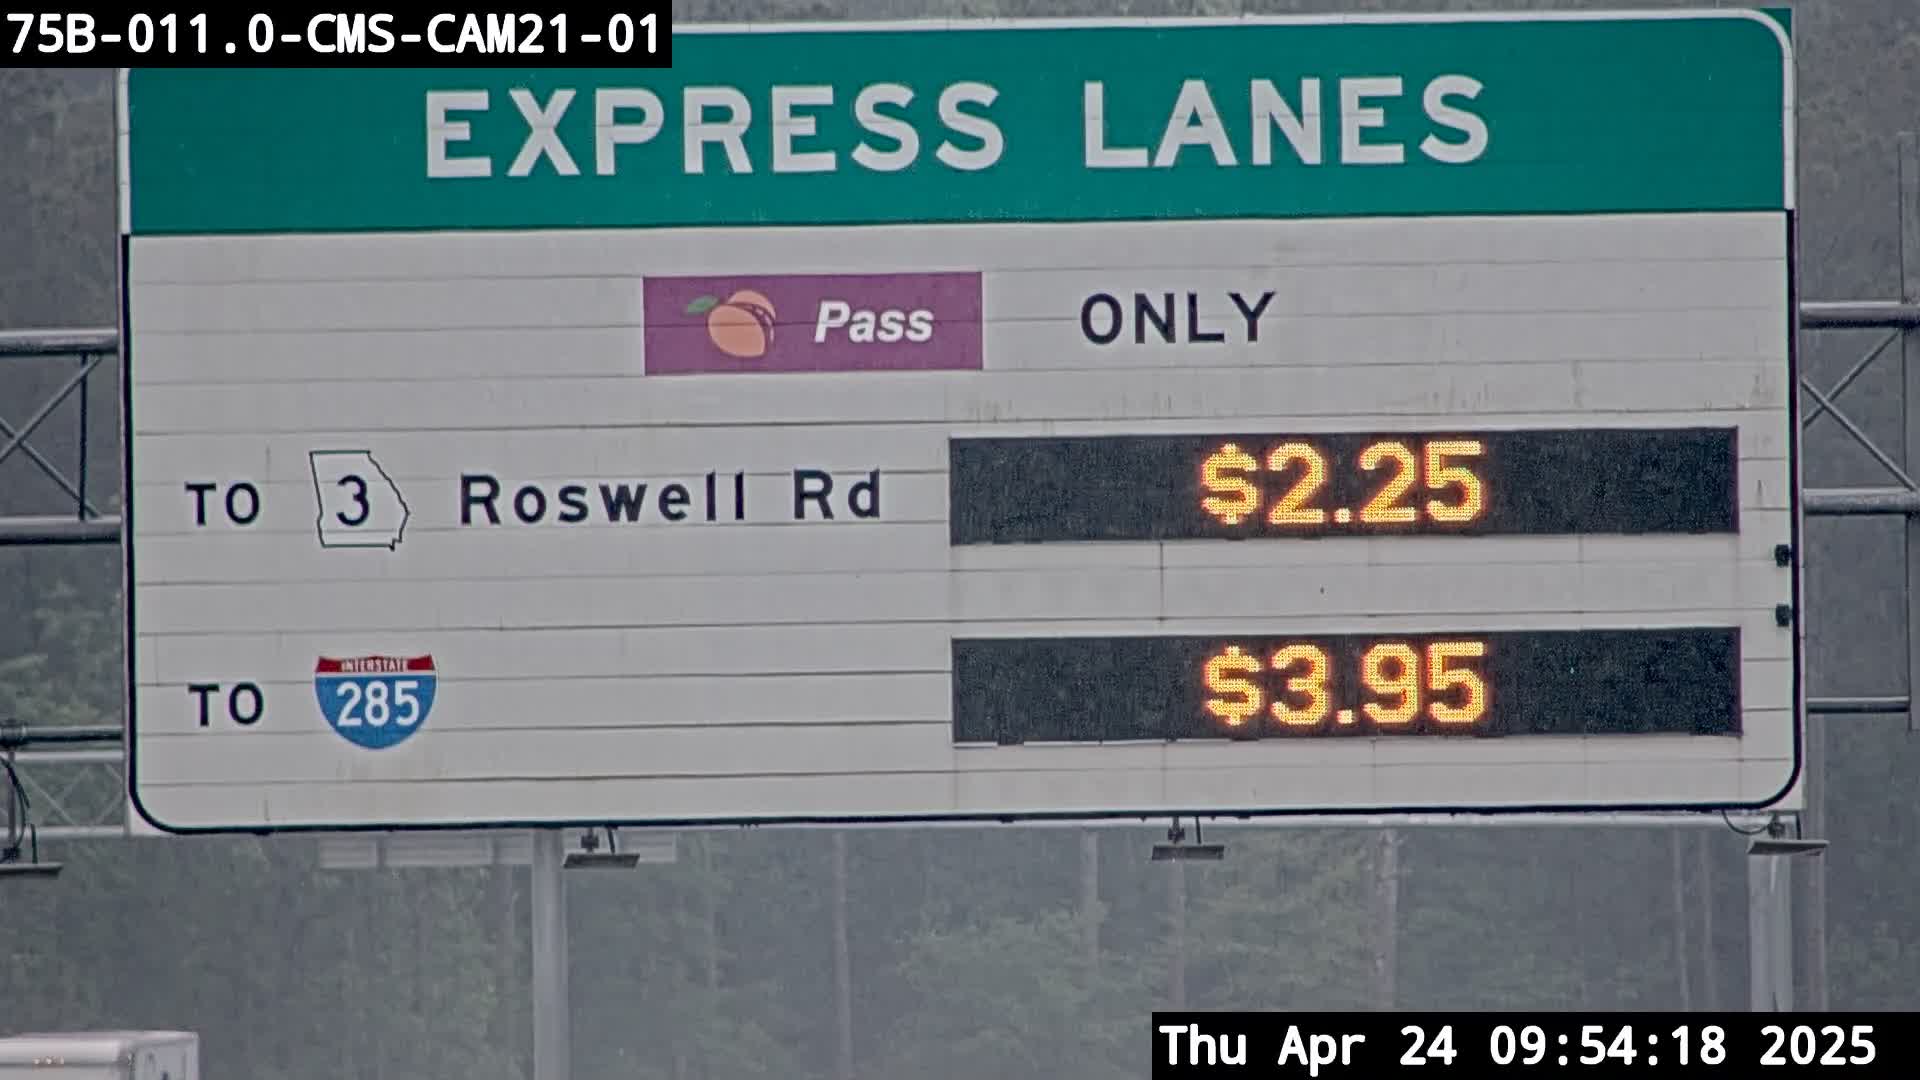 75B-011.0-CMS-CAM21-01
EXPRESS LANES
Pass ONLY
TO 3 Roswell Rd $2.25
INTERSTATE
TO 285 $3.95
Thu Apr 24 09:54:18 2025